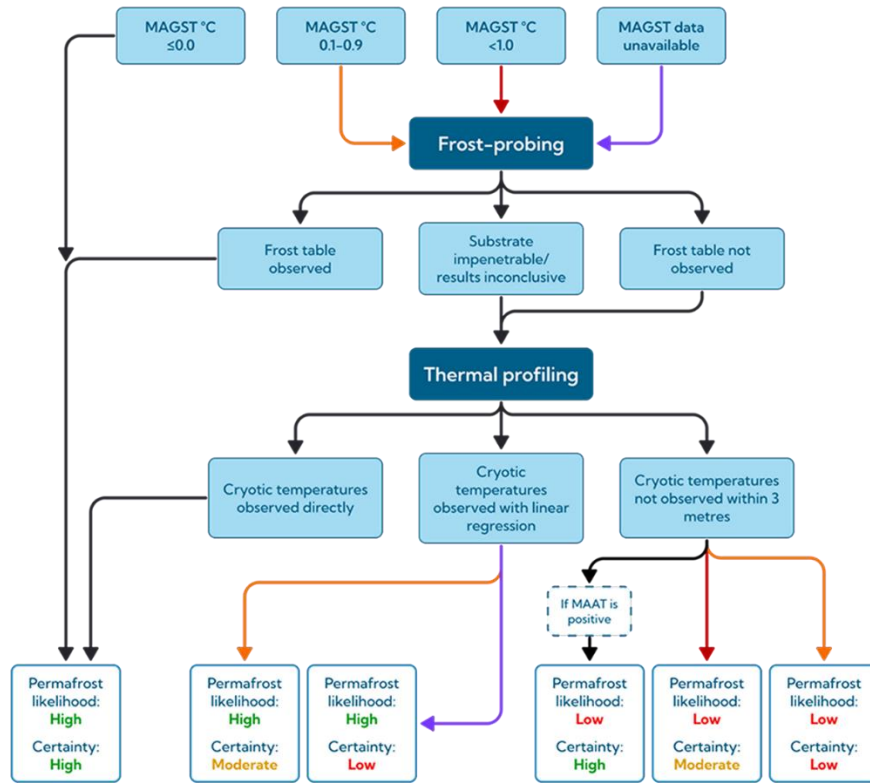 MAGST °C
≤0.0
MAGST °C
0.1-0.9
MAGST °C
<1.0
MAGST data
unavailable
Frost-probing
Frost table
observed
Substrate
impenetrable/
results inconclusive
Frost table not
observed
Thermal profiling
Cryotic temperatures
observed directly
Cryotic
temperatures
observed with linear
regression
Cryotic temperatures
not observed within 3
metres
If MAAT is
positive
Permafrost
likelihood:
High
Certainty:
High
Permafrost
likelihood:
High
Certainty:
Moderate
Permafrost
likelihood:
High
Certainty:
Low
Permafrost
likelihood:
Low
Certainty:
High
Permafrost
likelihood:
Low
Certainty:
Moderate
Permafrost
likelihood:
Low
Certainty:
Low